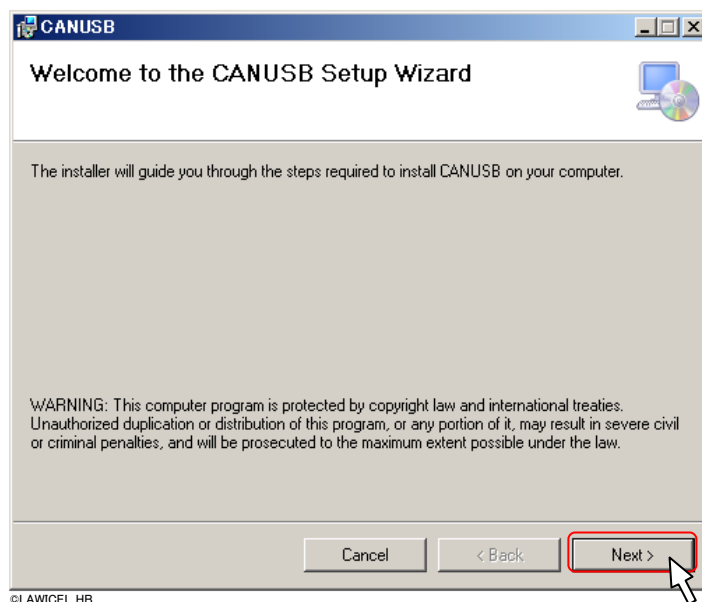 CANUSB
Welcome to the CANUSB Setup Wizard
The installer will guide you through the steps required to install CANUSB on your computer.
WARNING: This computer program is protected by copyright law and international treaties.
Unauthorized duplication or distribution of this program, or any portion of it, may result in severe civil
or criminal penalties, and will be prosecuted to the maximum extent possible under the law.
Cancel
< Back
Next >
©LAWICEL HB